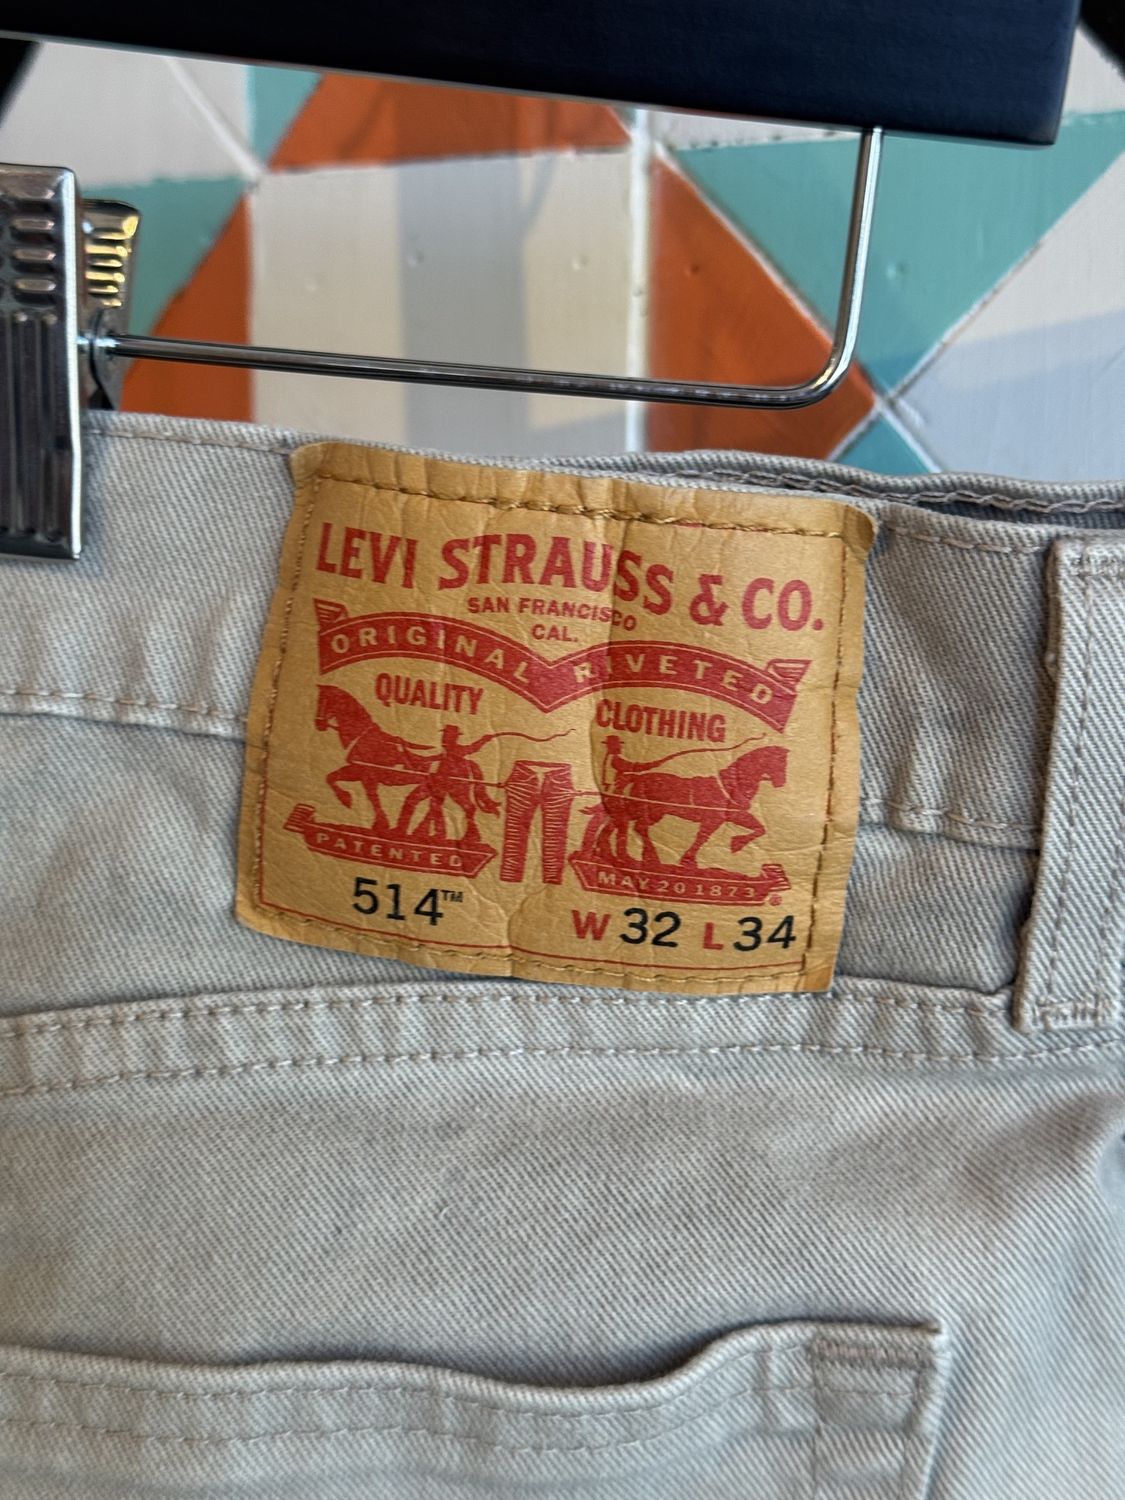 LEVI STRAUSS & CO.
SAN FRANCISCO
CAL.
ORIGINAL RIVETED
QUALITY CLOTHING
PATENTED MAY 20 1873 ®
514™ W 32 L 34